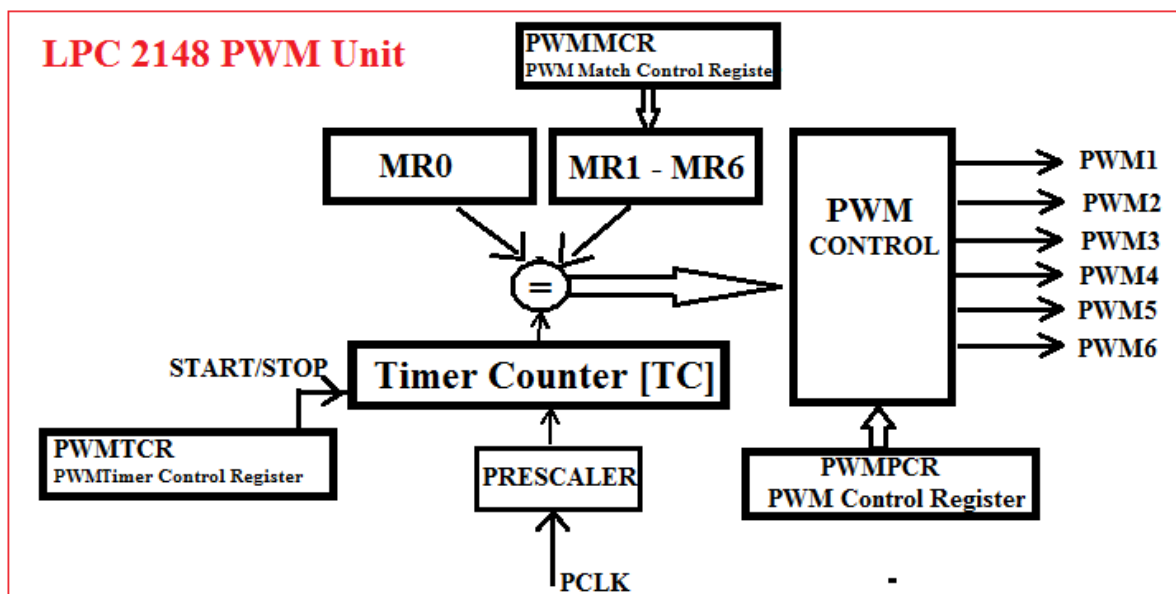 LPC 2148 PWM Unit
PWMMCR
PWM Match Control Registe
MR0
MR1 - MR6
PWM
CONTROL
PWM1
PWM2
PWM3
PWM4
PWM5
PWM6
=
START/STOP
Timer Counter [TC]
PWMTCR
PWMTimer Control Register
PRESCALER
PWMPCR
PWM Control Register
PCLK
-